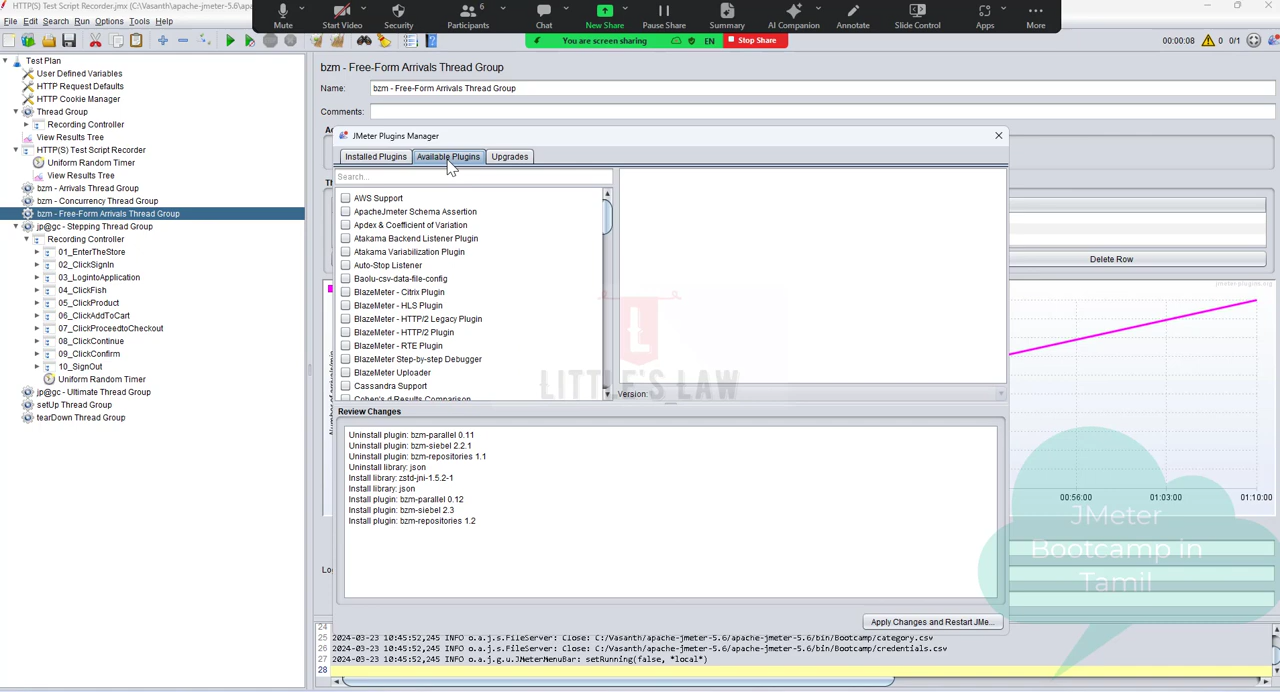 HTTP(S) Test Script Recorder.jmx (C:\Vasanth\apache-jmeter-5.6\apac
File Edit Search Run Options Tools Help
Mute
Start Video
Security
Participants
6
Chat
New Share
Pause Share
Summary
AI Companion
Annotate
Slide Control
Apps
More
You are screen sharing
EN
Stop Share
00:00:08
0 0/1
Test Plan
User Defined Variables
HTTP Request Defaults
HTTP Cookie Manager
Thread Group
Recording Controller
View Results Tree
HTTP(S) Test Script Recorder
Uniform Random Timer
View Results Tree
bzm - Arrivals Thread Group
bzm - Concurrency Thread Group
bzm - Free-Form Arrivals Thread Group
jp@gc - Stepping Thread Group
Recording Controller
01_EnterTheStore
02_ClickSignIn
03_LogintoApplication
04_ClickFish
05_ClickProduct
06_ClickAddToCart
07_ClickProceedtoCheckout
08_ClickContinue
09_ClickConfirm
10_SignOut
Uniform Random Timer
jp@gc - Ultimate Thread Group
setUp Thread Group
tearDown Thread Group
bzm - Free-Form Arrivals Thread Group
Name:
bzm - Free-Form Arrivals Thread Group
Comments:
JMeter Plugins Manager
Installed Plugins
Available Plugins
Upgrades
Search...
AWS Support
ApacheJmeter Schema Assertion
Apdex & Coefficient of Variation
Atakama Backend Listener Plugin
Atakama Variabilization Plugin
Auto-Stop Listener
Baolu-csv-data-file-config
BlazeMeter - Citrix Plugin
BlazeMeter - HLS Plugin
BlazeMeter - HTTP/2 Legacy Plugin
BlazeMeter - HTTP/2 Plugin
BlazeMeter - RTE Plugin
BlazeMeter Step-by-step Debugger
BlazeMeter Uploader
Cassandra Support
Cohen's d Results Comparison
Version:
Review Changes
Uninstall plugin: bzm-parallel 0.11
Uninstall plugin: bzm-siebel 2.2.1
Uninstall plugin: bzm-repositories 1.1
Uninstall library: json
Install library: zstd-jni-1.5.2-1
Install library: json
Install plugin: bzm-parallel 0.12
Install plugin: bzm-siebel 2.3
Install plugin: bzm-repositories 1.2
Apply Changes and Restart JMe...
Delete Row
jmeter-plugins.org
00:56:00
01:03:00
01:10:00
LITTLE'S LAW
JMeter
Bootcamp in
Tamil
24
25 2024-03-23 10:45:52,245 INFO o.a.j.s.FileServer: Close: C:/Vasanth/apache-jmeter-5.6/apache-jmeter-5.6/bin/Bootcamp/category.csv
26 2024-03-23 10:45:52,245 INFO o.a.j.s.FileServer: Close: C:/Vasanth/apache-jmeter-5.6/apache-jmeter-5.6/bin/Bootcamp/credentials.csv
27 2024-03-23 10:45:52,245 INFO o.a.j.g.u.JMeterMenuBar: setRunning(false, *local*)
28